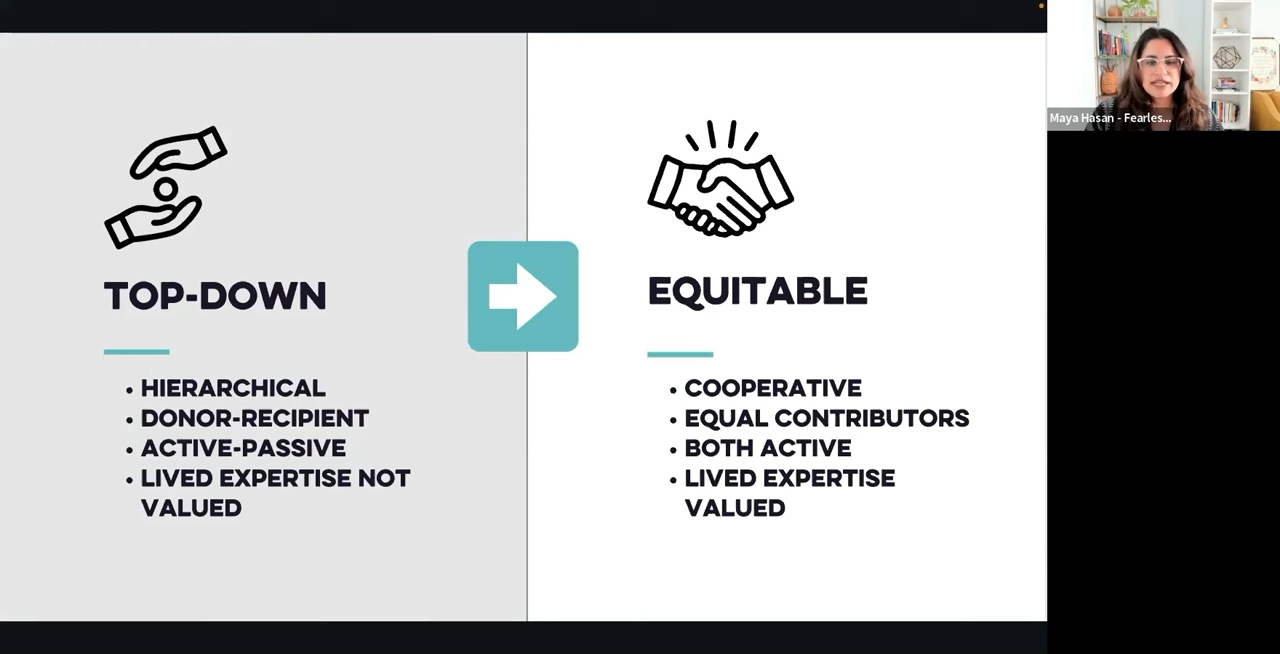 TOP-DOWN
HIERARCHICAL
DONOR-RECIPIENT
ACTIVE-PASSIVE
LIVED EXPERTISE NOT
VALUED
EQUITABLE
COOPERATIVE
EQUAL CONTRIBUTORS
BOTH ACTIVE
LIVED EXPERTISE
VALUED
Maya Hasan - Fearles...